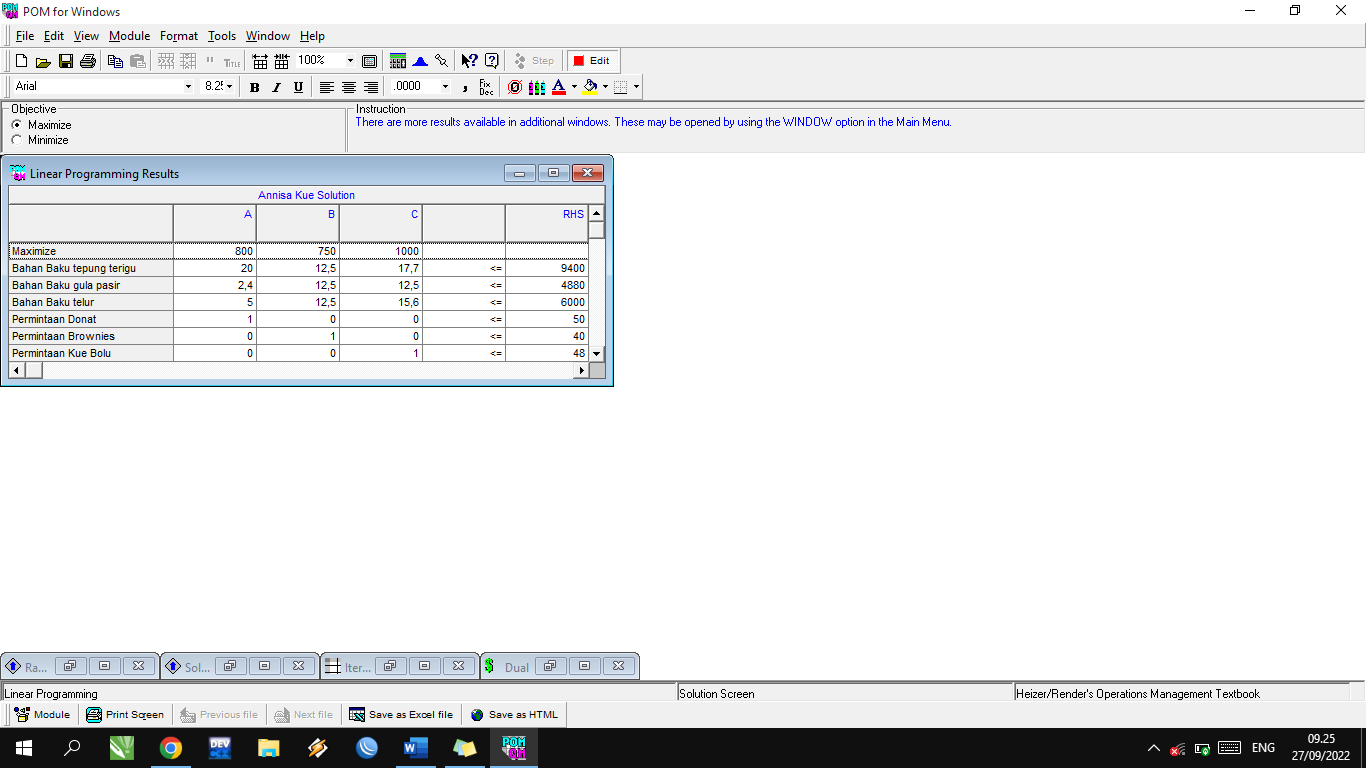 POM for Windows
File Edit View Module Format Tools Window Help
TITLE 100% Step Edit
Arial 8.2 B I U .0000 , Fix Dec A
Objective
Maximize
Minimize
Instruction
There are more results available in additional windows. These may be opened by using the WINDOW option in the Main Menu.
Linear Programming Results
Annisa Kue Solution
A B C RHS
Maximize 800 750 1000
Bahan Baku tepung terigu 20 12,5 17,7 <= 9400
Bahan Baku gula pasir 2,4 12,5 12,5 <= 4880
Bahan Baku telur 5 12,5 15,6 <= 6000
Permintaan Donat 1 0 0 <= 50
Permintaan Brownies 0 1 0 <= 40
Permintaan Kue Bolu 0 0 1 <= 48
Ra... Sol... Iter... $ Dual
Linear Programming Solution Screen Heizer/Render's Operations Management Textbook
Module Print Screen Previous file Next file Save as Excel file Save as HTML
DEV C++ W POM QM ENG 09.25
27/09/2022